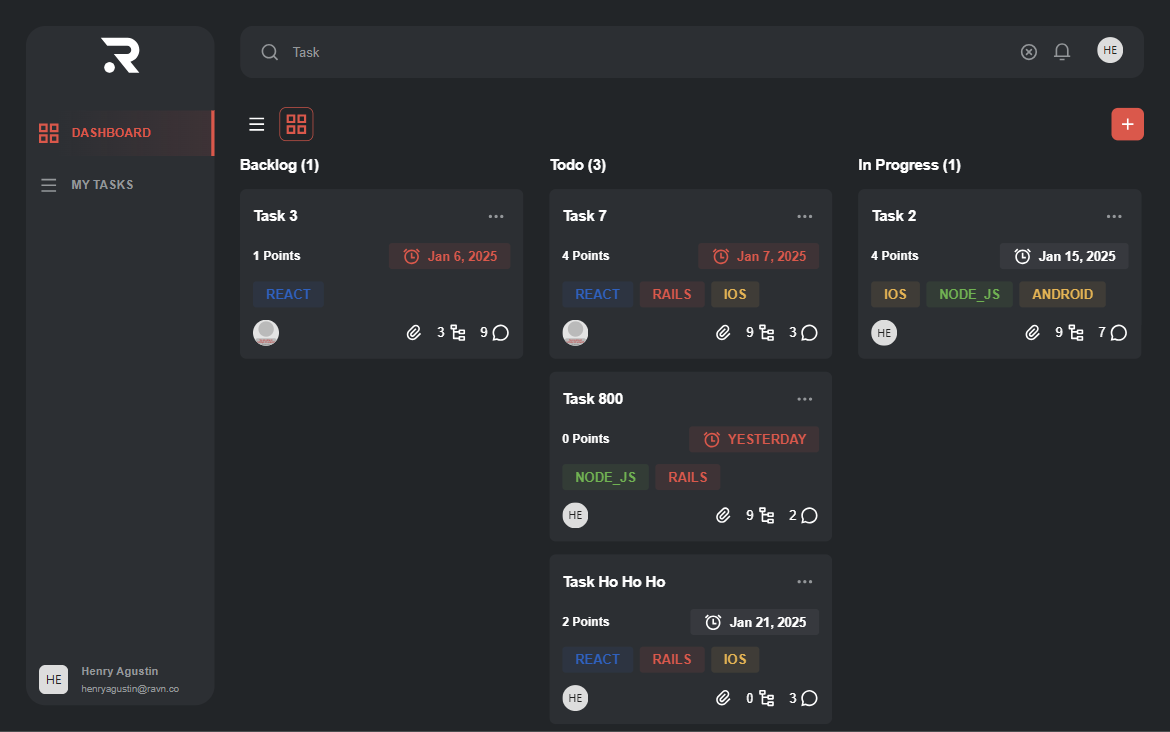 Task
HE
DASHBOARD
MY TASKS
Backlog (1)
Task 3
1 Points
Jan 6, 2025
REACT
3
9
Todo (3)
Task 7
4 Points
Jan 7, 2025
REACT RAILS IOS
9
3
Task 800
0 Points
YESTERDAY
NODE_JS RAILS
HE
9
2
Task Ho Ho Ho
2 Points
Jan 21, 2025
REACT RAILS IOS
HE
0
3
In Progress (1)
Task 2
4 Points
Jan 15, 2025
IOS NODE_JS ANDROID
HE
9
7
HE
Henry Agustin
henryagustin@ravn.co